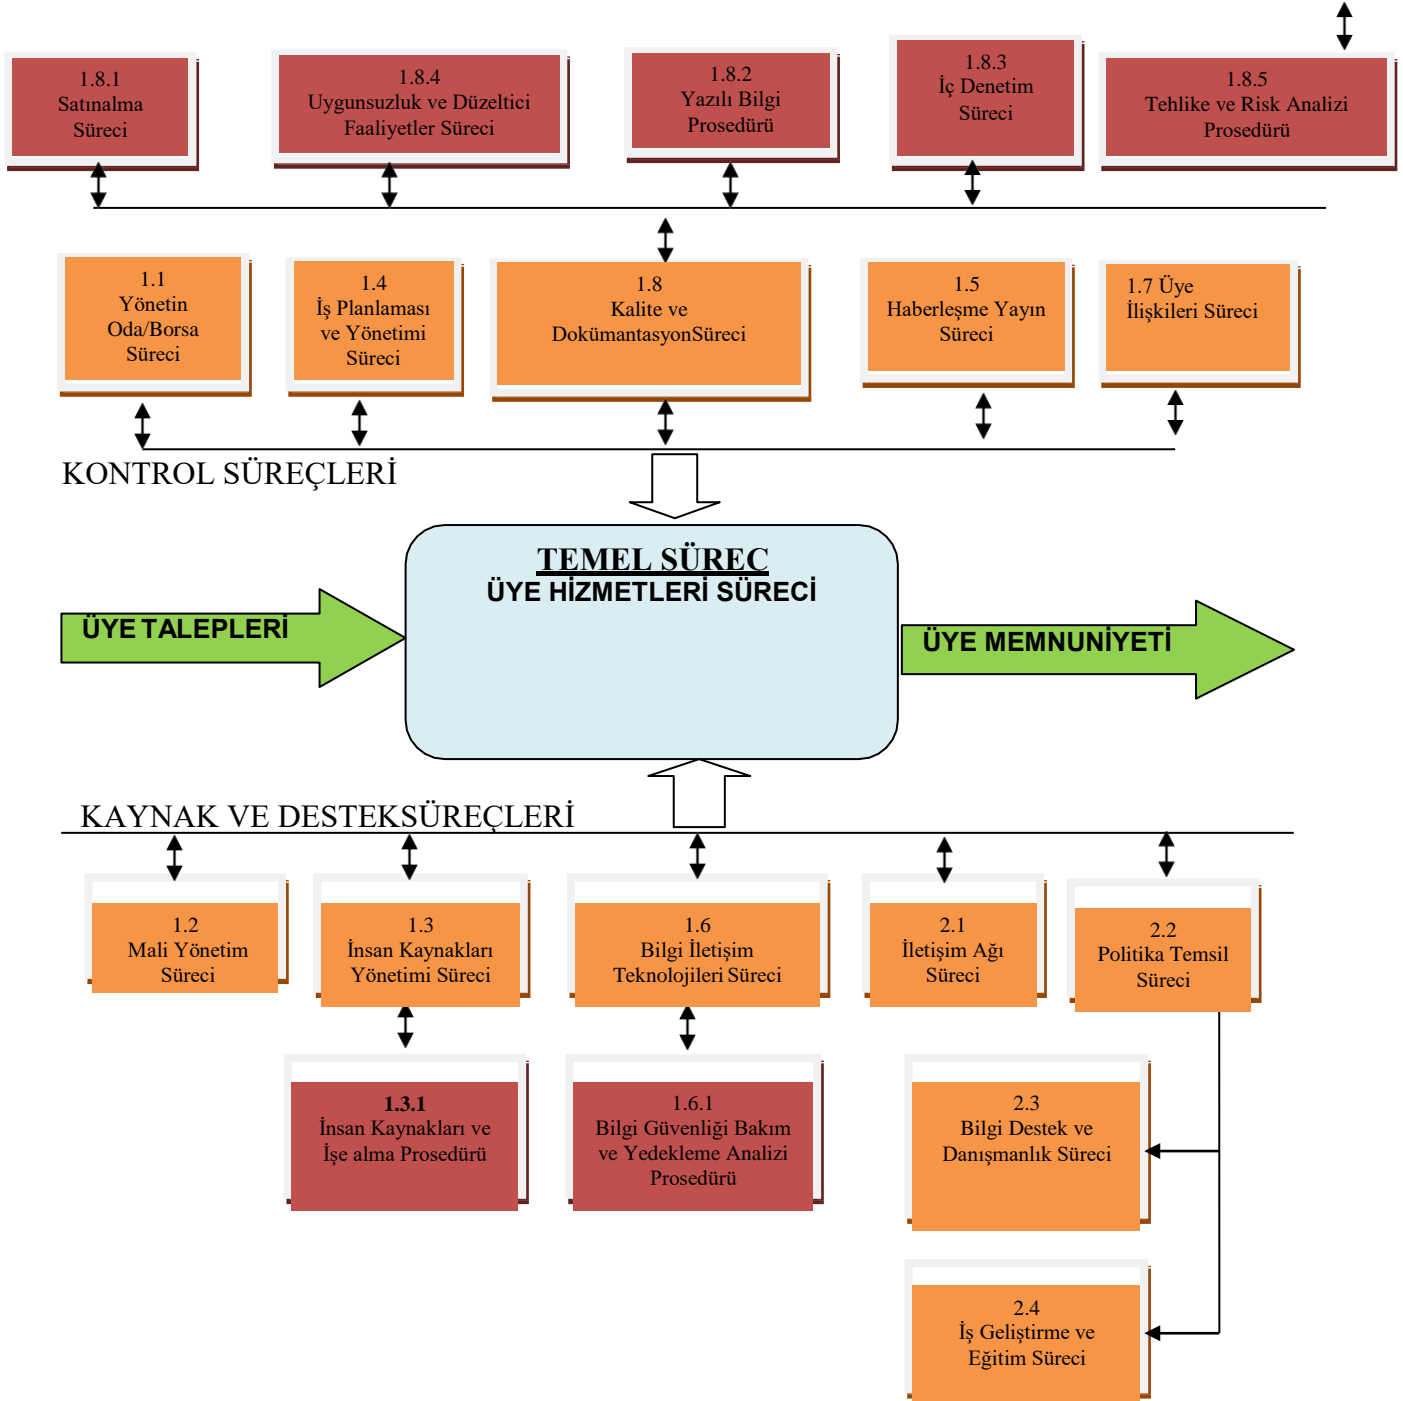 1.8.1
Satınalma
Süreci
1.8.4
Uygunsuzluk ve Düzeltici
Faaliyetler Süreci
1.8.2
Yazılı Bilgi
Prosedürü
1.8.3
İç Denetim
Süreci
1.8.5
Tehlike ve Risk Analizi
Prosedürü
1.1
Yönetin
Oda/Borsa
Süreci
1.4
İş Planlaması
ve Yönetimi
Süreci
1.8
Kalite ve
DokümantasyonSüreci
1.5
Haberleşme Yayın
Süreci
1.7 Üye
İlişkileri Süreci
KONTROL SÜREÇLERİ
TEMEL SÜREC
ÜYE HİZMETLERİ SÜRECİ
ÜYE TALEPLERİ
ÜYE MEMNUNİYETİ
KAYNAK VE DESTEKSÜREÇLERİ
1.2
Mali Yönetim
Süreci
1.3
İnsan Kaynakları
Yönetimi Süreci
1.6
Bilgi İletişim
Teknolojileri Süreci
2.1
İletişim Ağı
Süreci
2.2
Politika Temsil
Süreci
1.3.1
İnsan Kaynakları ve
İşe alma Prosedürü
1.6.1
Bilgi Güvenliği Bakım
ve Yedekleme Analizi
Prosedürü
2.3
Bilgi Destek ve
Danışmanlık Süreci
2.4
İş Geliştirme ve
Eğitim Süreci